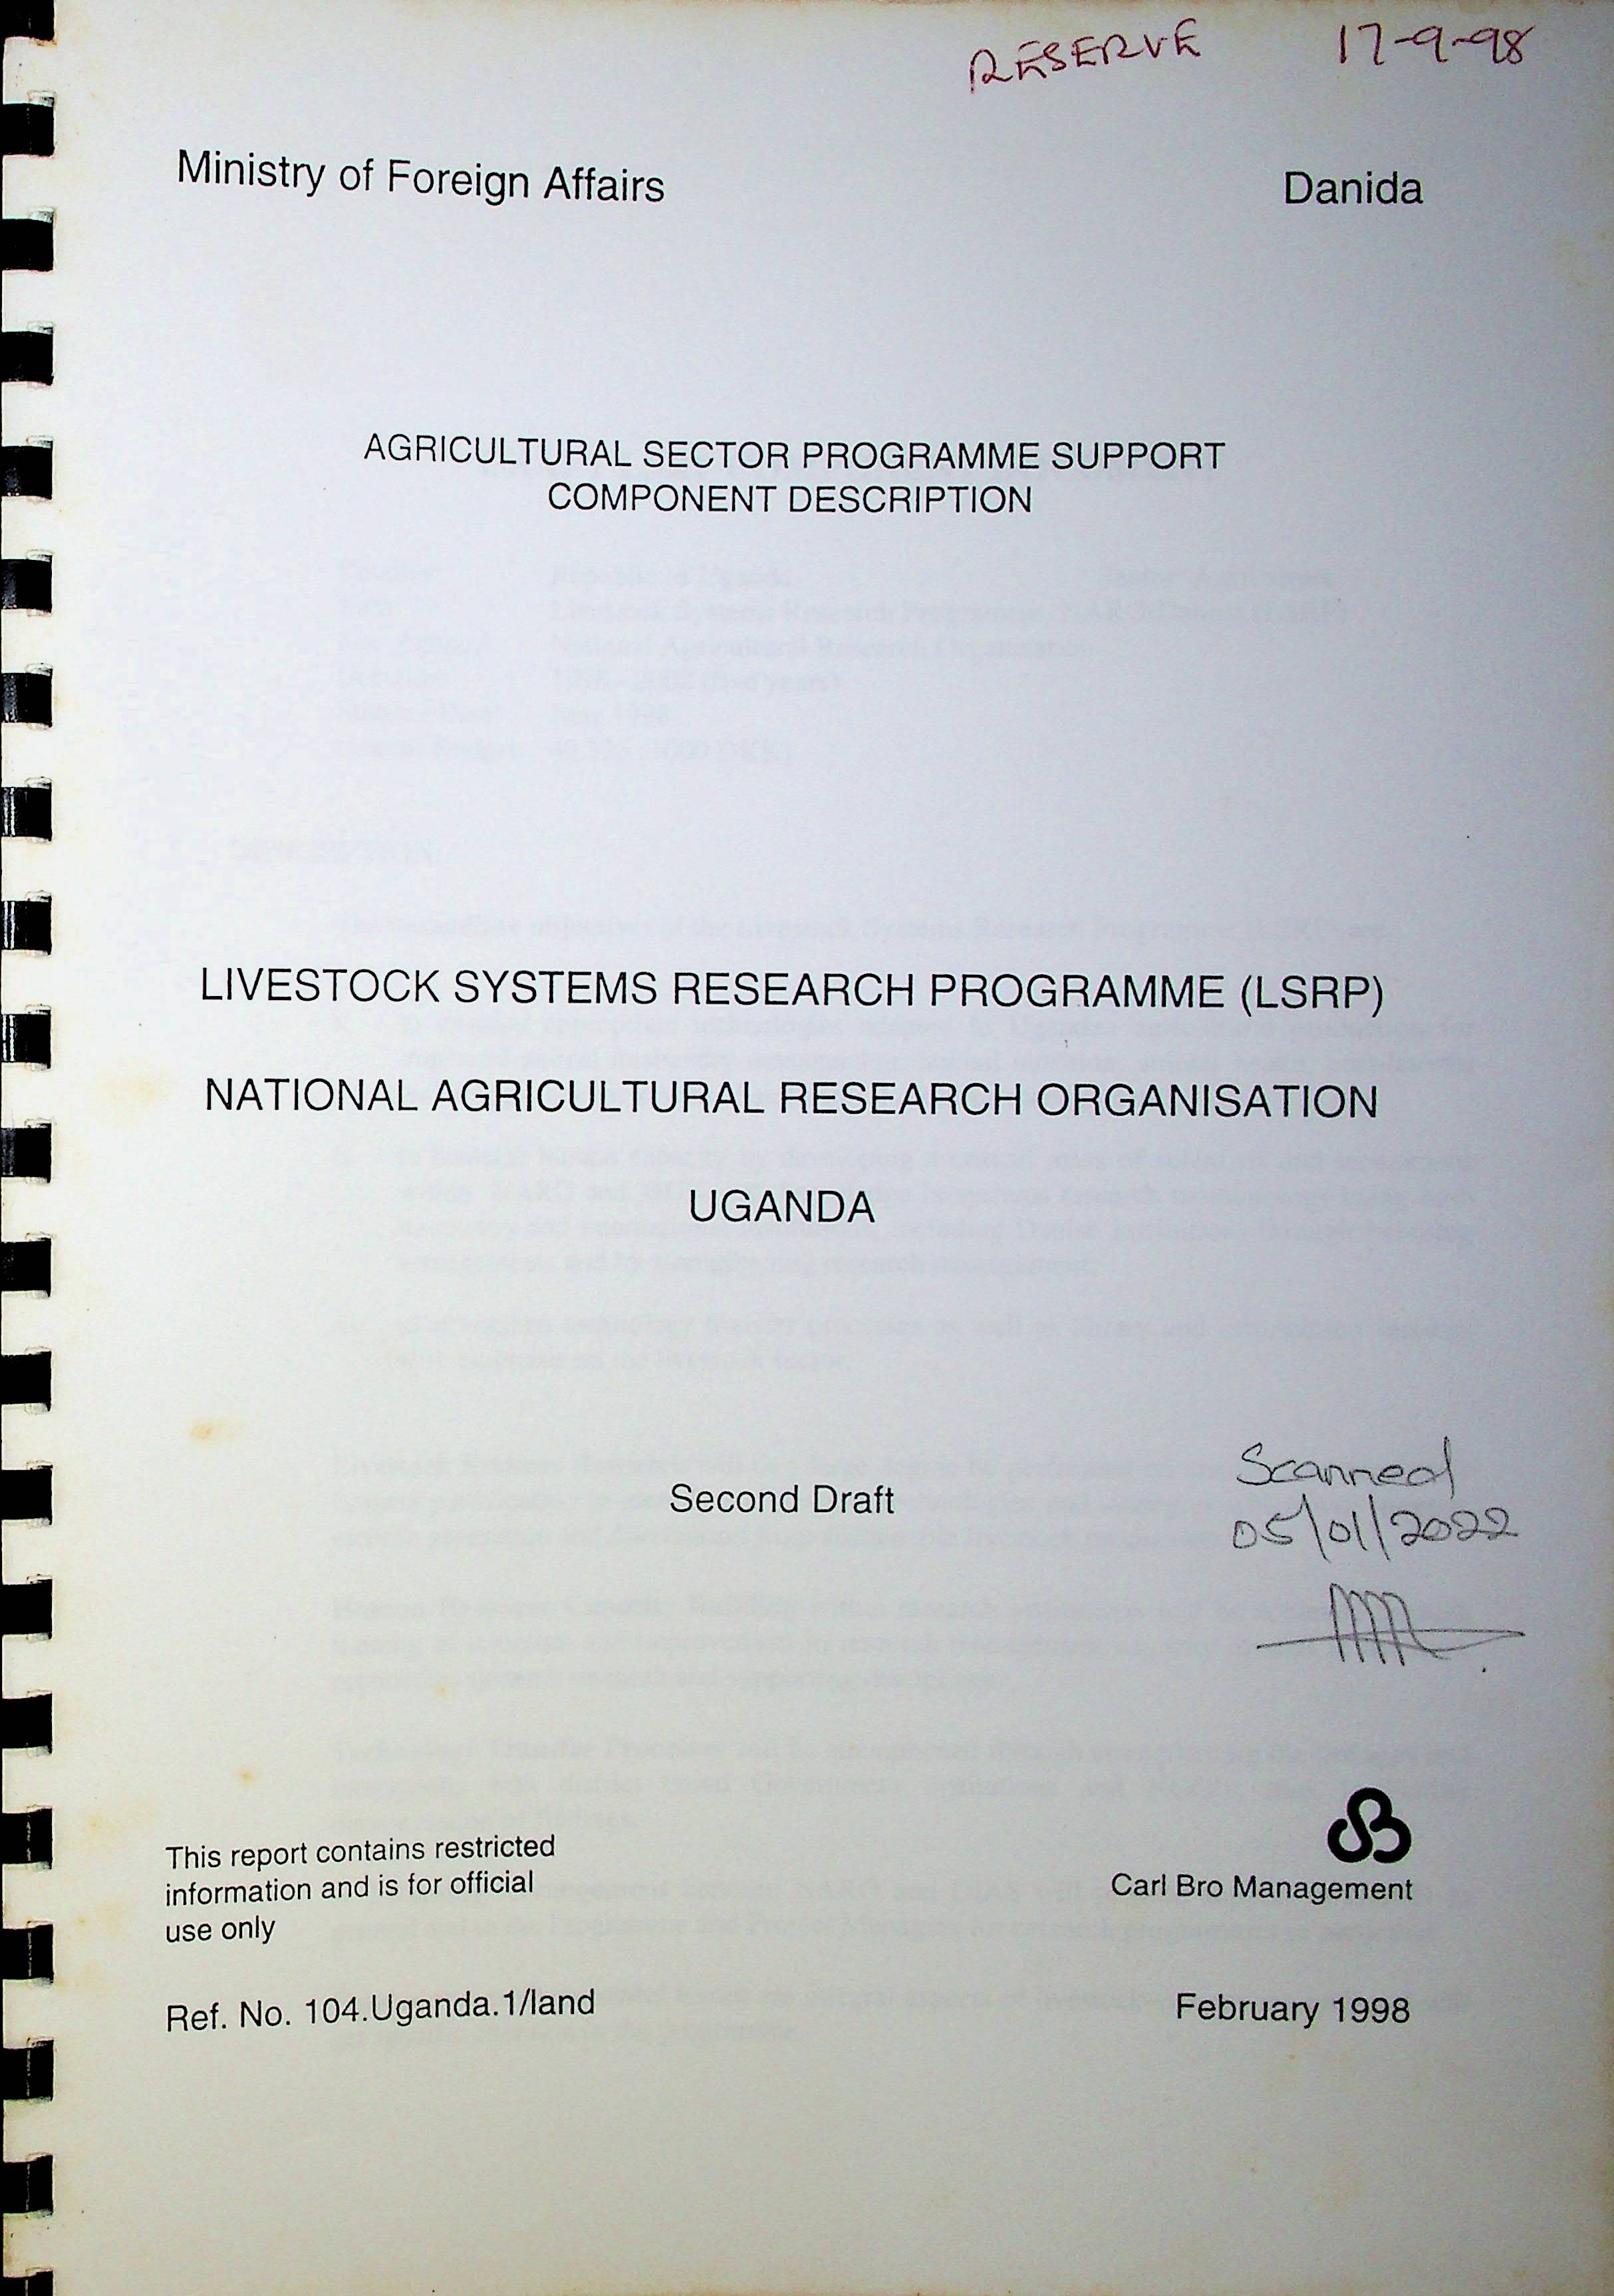 RESERVE 17-9-98
Ministry of Foreign Affairs Danida
AGRICULTURAL SECTOR PROGRAMME SUPPORT
COMPONENT DESCRIPTION
LIVESTOCK SYSTEMS RESEARCH PROGRAMME (LSRP)
NATIONAL AGRICULTURAL RESEARCH ORGANISATION
UGANDA
Second Draft
Scanned
05/01/2022
This report contains restricted
information and is for official
use only
Carl Bro Management
Ref. No. 104.Uganda.1/land
February 1998